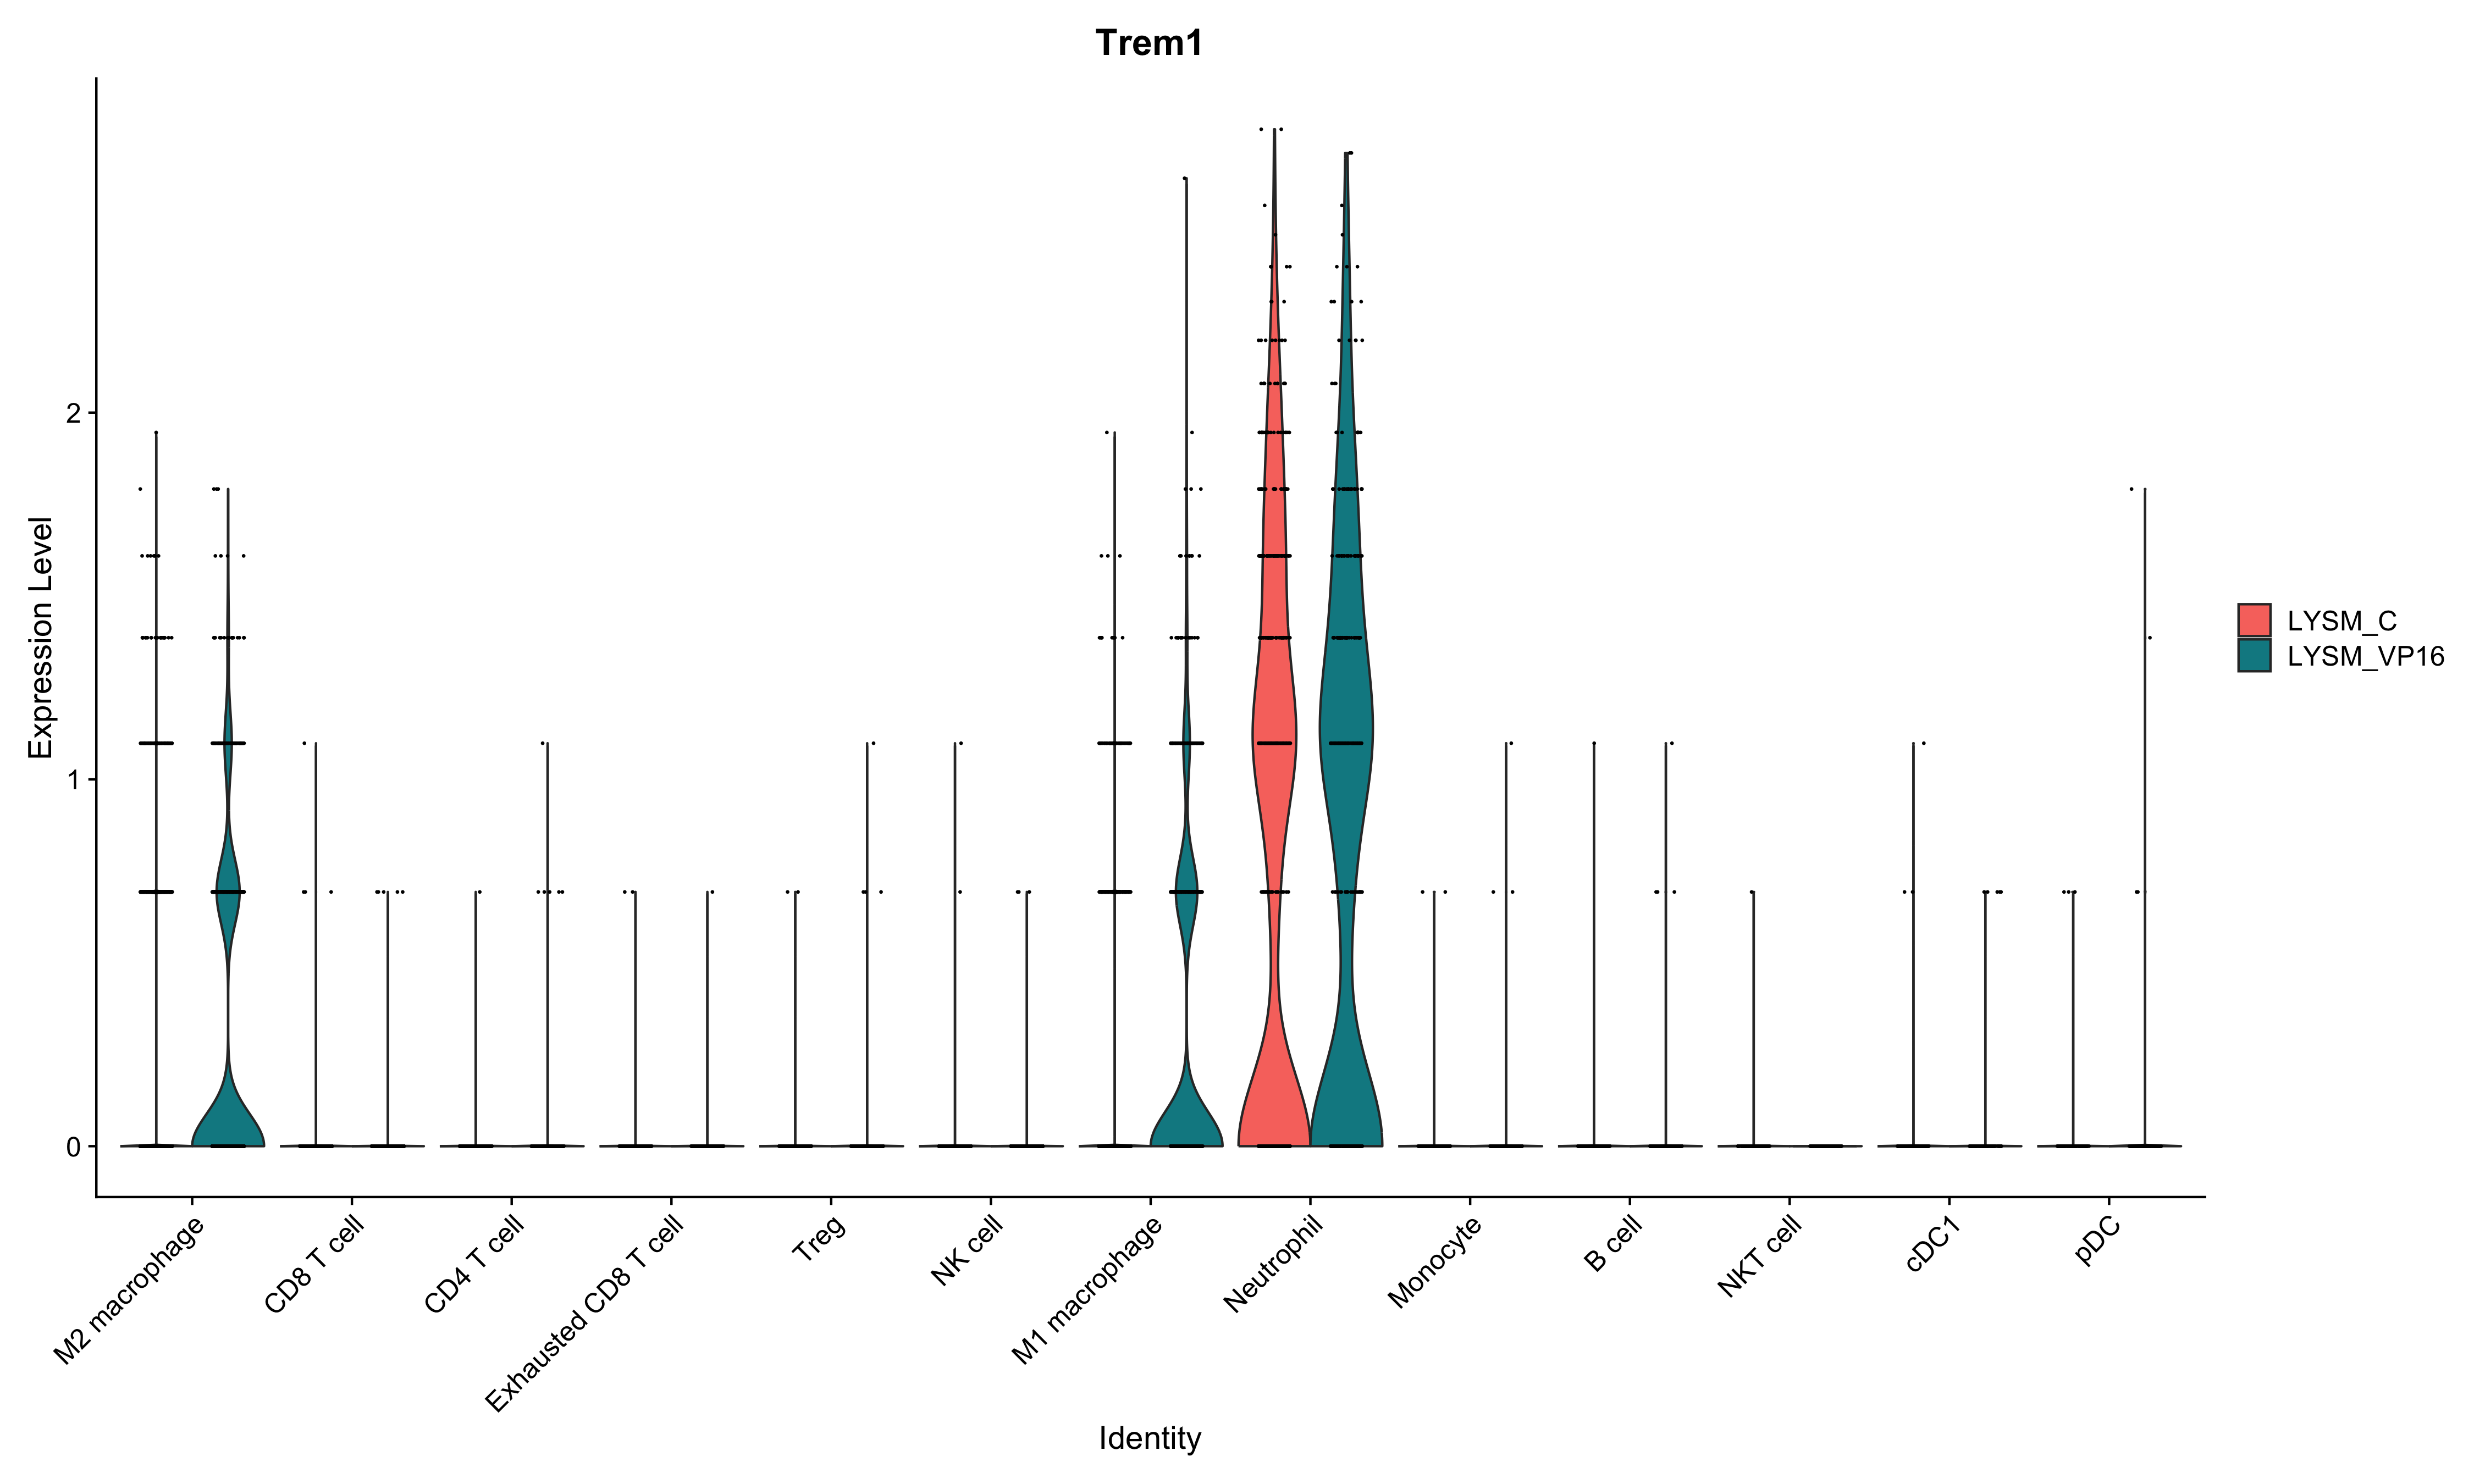 Trem1
Expression Level
2
1
0
M2 macrophage
CD8 T cell
CD4 T cell
Exhausted CD8 T cell
Treg
NK cell
M1 macrophage
Neutrophil
Monocyte
B cell
NKT cell
cDC1
pDC
Identity
LYSM_C
LYSM_VP16